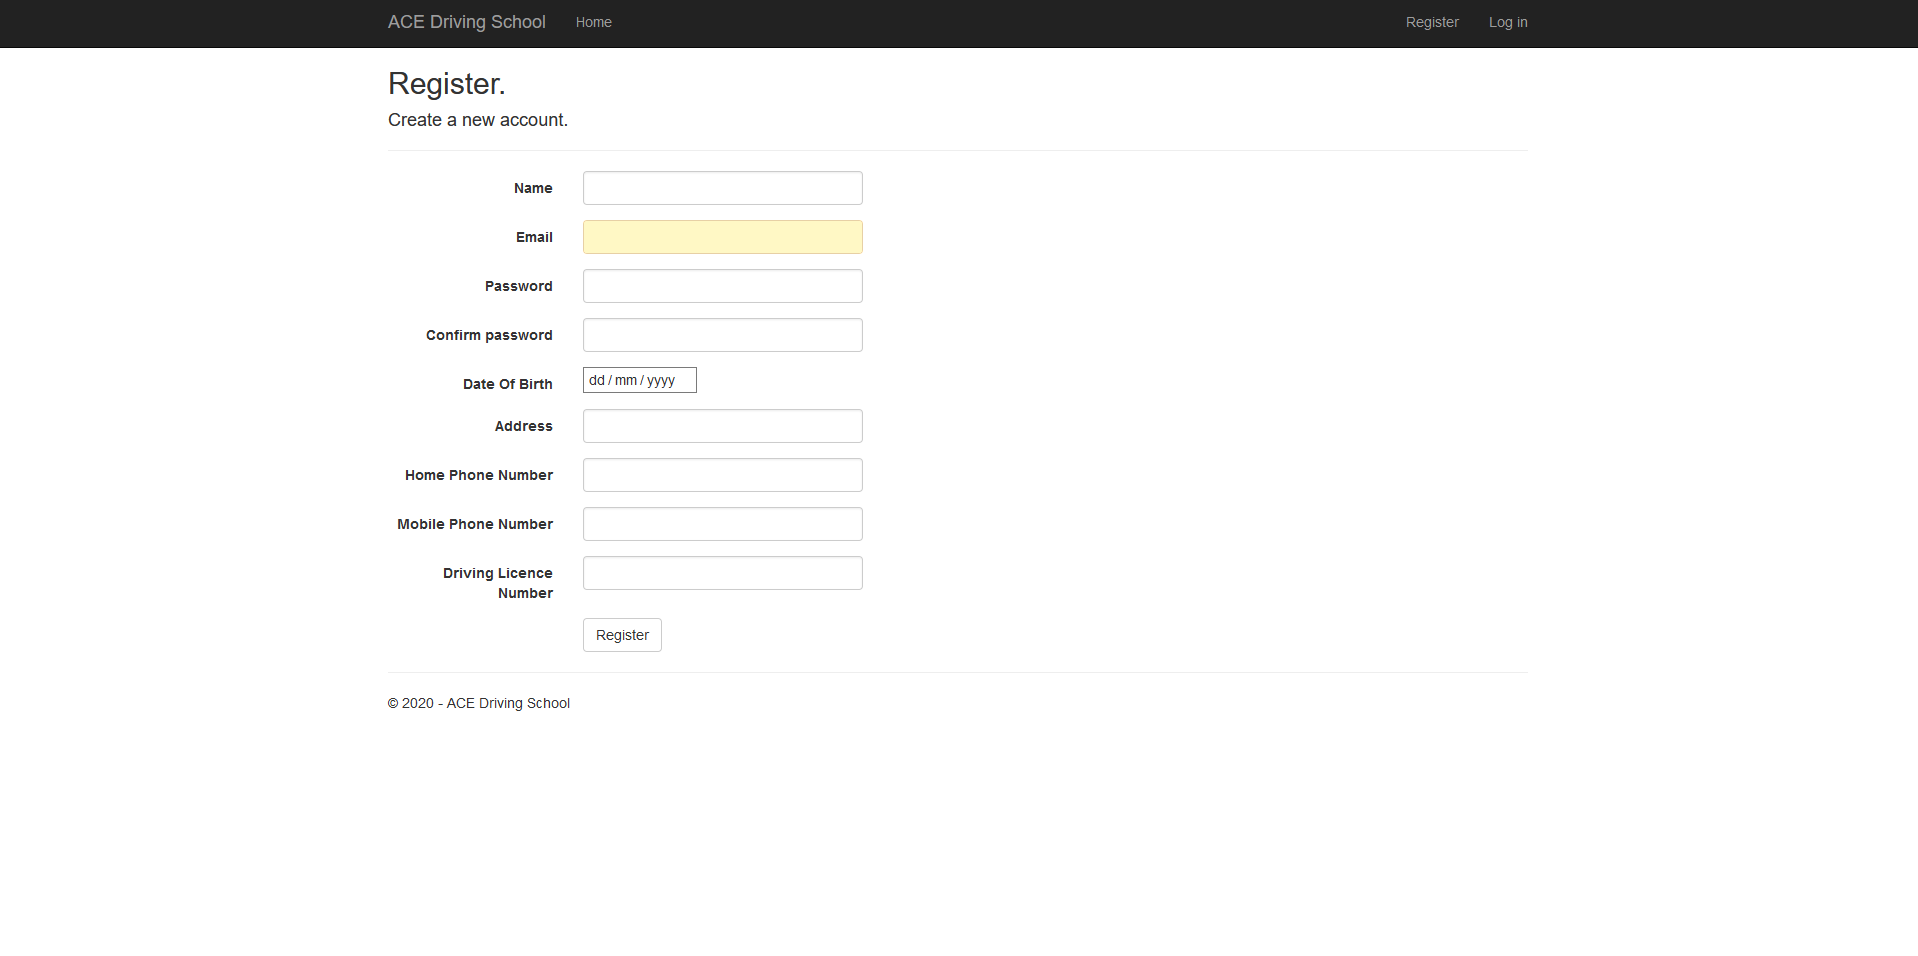 ACE Driving School Home Register Log in
Register.
Create a new account.
Name
Email
Password
Confirm password
Date Of Birth dd / mm / yyyy
Address
Home Phone Number
Mobile Phone Number
Driving Licence
Number
Register
© 2020 - ACE Driving School